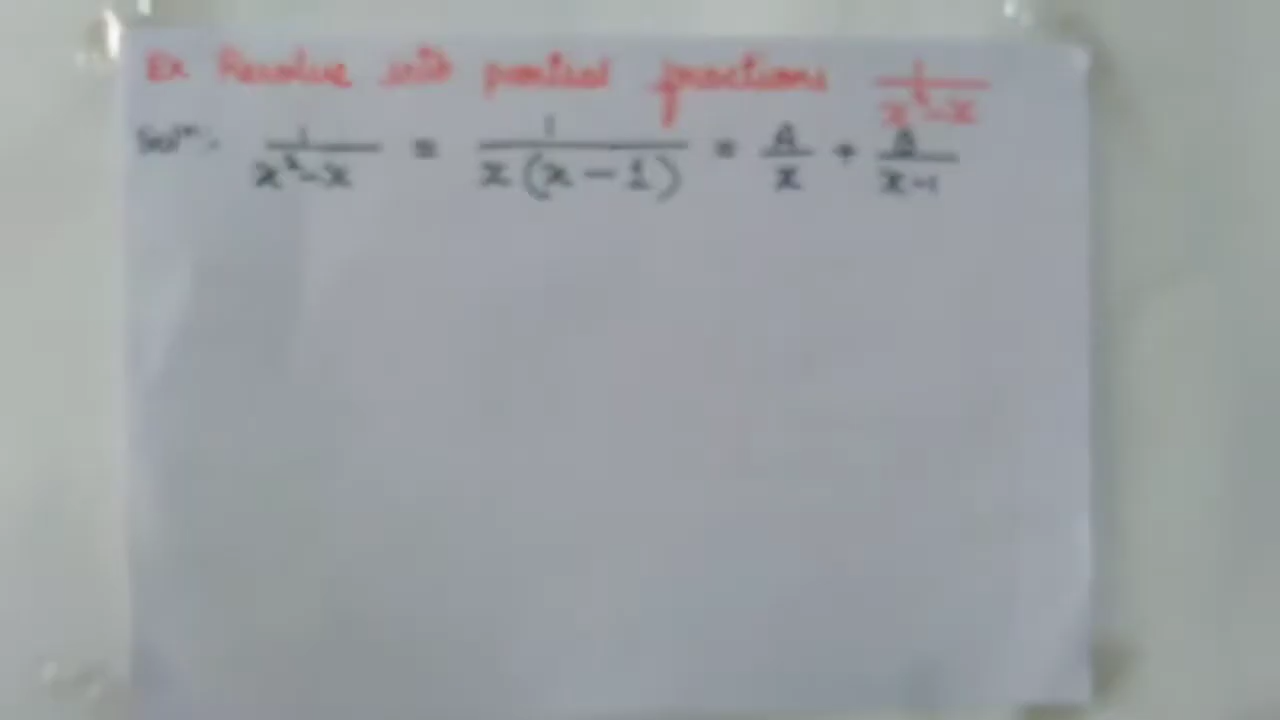 Ex Resolve into partial fractions 1/(x²-x)
Solⁿ:- 1/(x²-x) = 1/(x(x-1)) = A/x + B/(x-1)